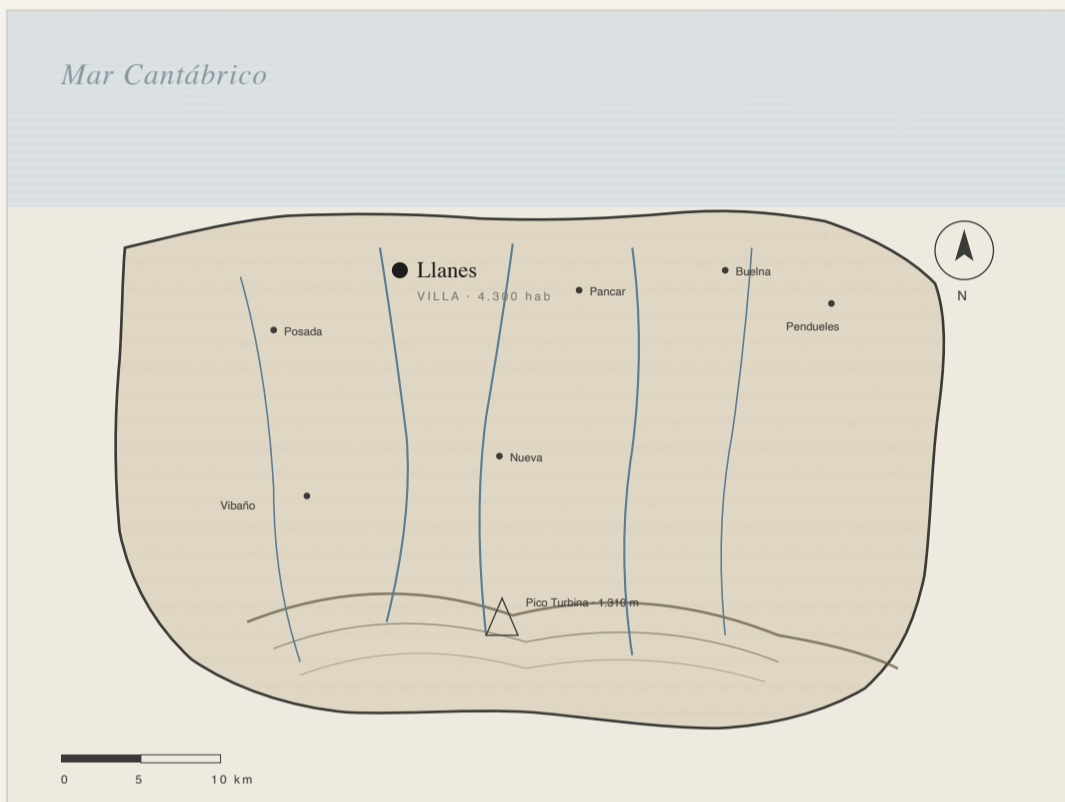 Mar Cantábrico
Llanes
VILLA · 4.300 hab
Buelna
Pancar
N
Pendueles
Posada
Nueva
Vibaño
Pico Turbina · 1.310 m
0 5 10 km